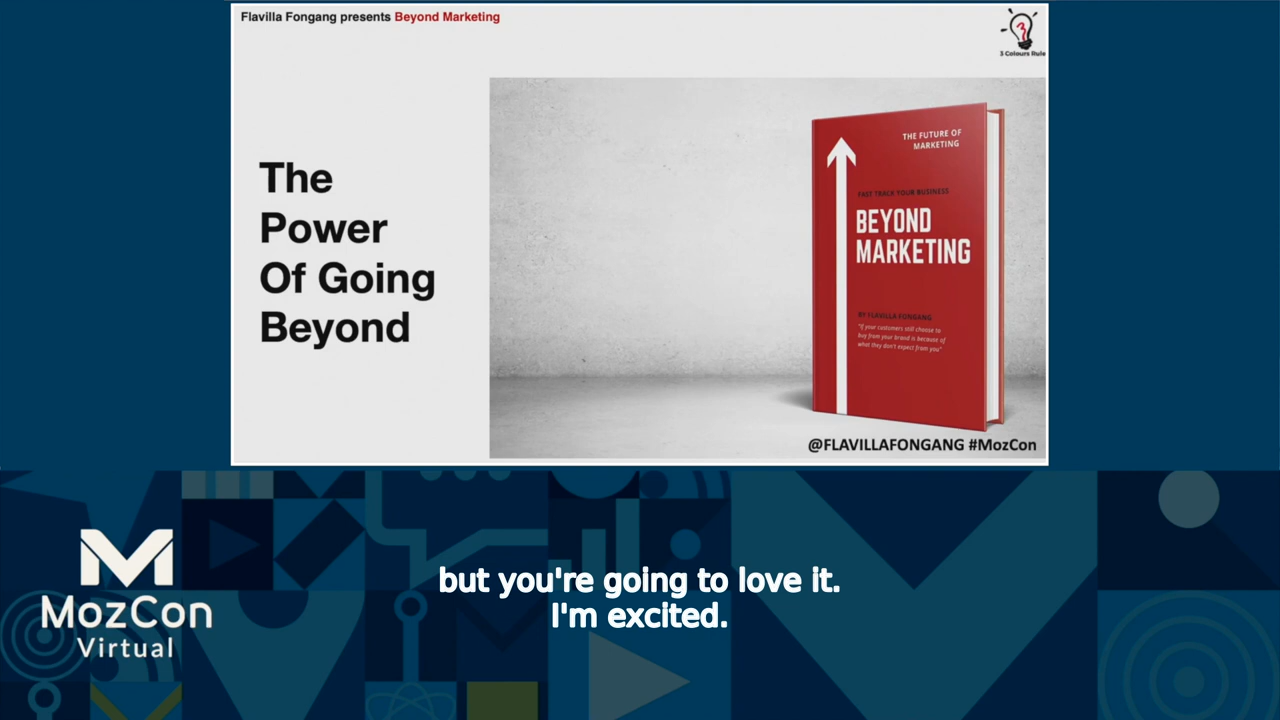 Flavilla Fongang presents Beyond Marketing
3
3 Colours Rule
The
Power
Of Going
Beyond
THE FUTURE OF
MARKETING
FAST TRACK YOUR BUSINESS
BEYOND
MARKETING
BY FLAVILLA FONGANG
"If your customers still choose to
buy from your brand is because of
what they don't expect from you"
@FLAVILLAFONGANG #MozCon
MozCon
Virtual
but you're going to love it.
I'm excited.